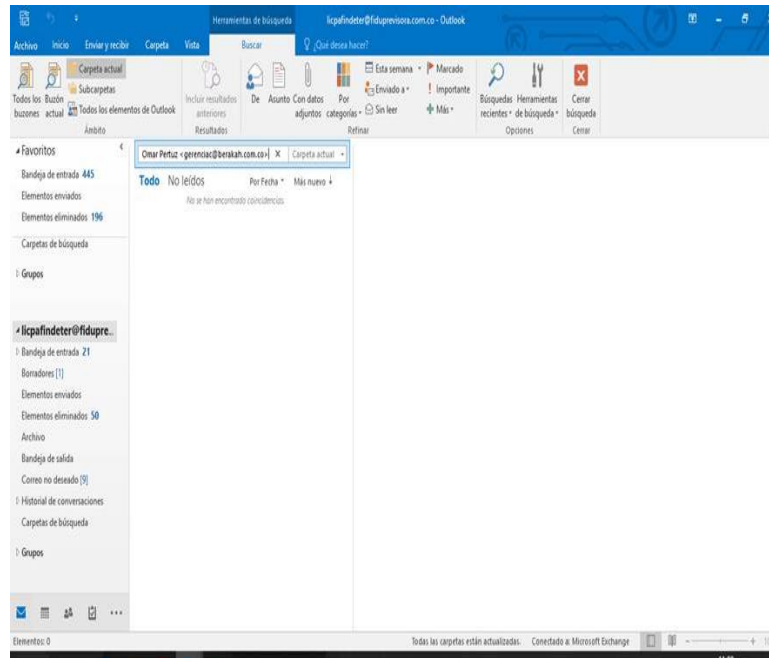 Herramientas de búsqueda
licpafindeter@fiduprevisora.com.co - Outlook
Archivo Inicio Enviar y recibir Carpeta Vista Buscar ¿Qué desea hacer?
Todos los buzones
Buzón actual
Carpeta actual
Subcarpetas
Todos los elementos de Outlook
Ámbito
Incluir resultados anteriores
Resultados
De
Asunto
Con datos adjuntos
Por categorías
Esta semana
Enviado a
Sin leer
Marcado
Importante
Más
Refinar
Búsquedas recientes
Herramientas de búsqueda
Opciones
Cerrar búsqueda
Cerrar
Favoritos
Bandeja de entrada 445
Elementos enviados
Elementos eliminados 196
Carpetas de búsqueda
Grupos
licpafindeter@fidupre...
Bandeja de entrada 21
Borradores [1]
Elementos enviados
Elementos eliminados 50
Archivo
Bandeja de salida
Correo no deseado [9]
Historial de conversaciones
Carpetas de búsqueda
Grupos
Omar Pertuz <gerenciac@berakah.com.co> X Carpeta actual
Todo No leídos Por Fecha Más nuevo ↓
No se han encontrado coincidencias.
Elementos: 0
Todas las carpetas están actualizadas. Conectado a: Microsoft Exchange